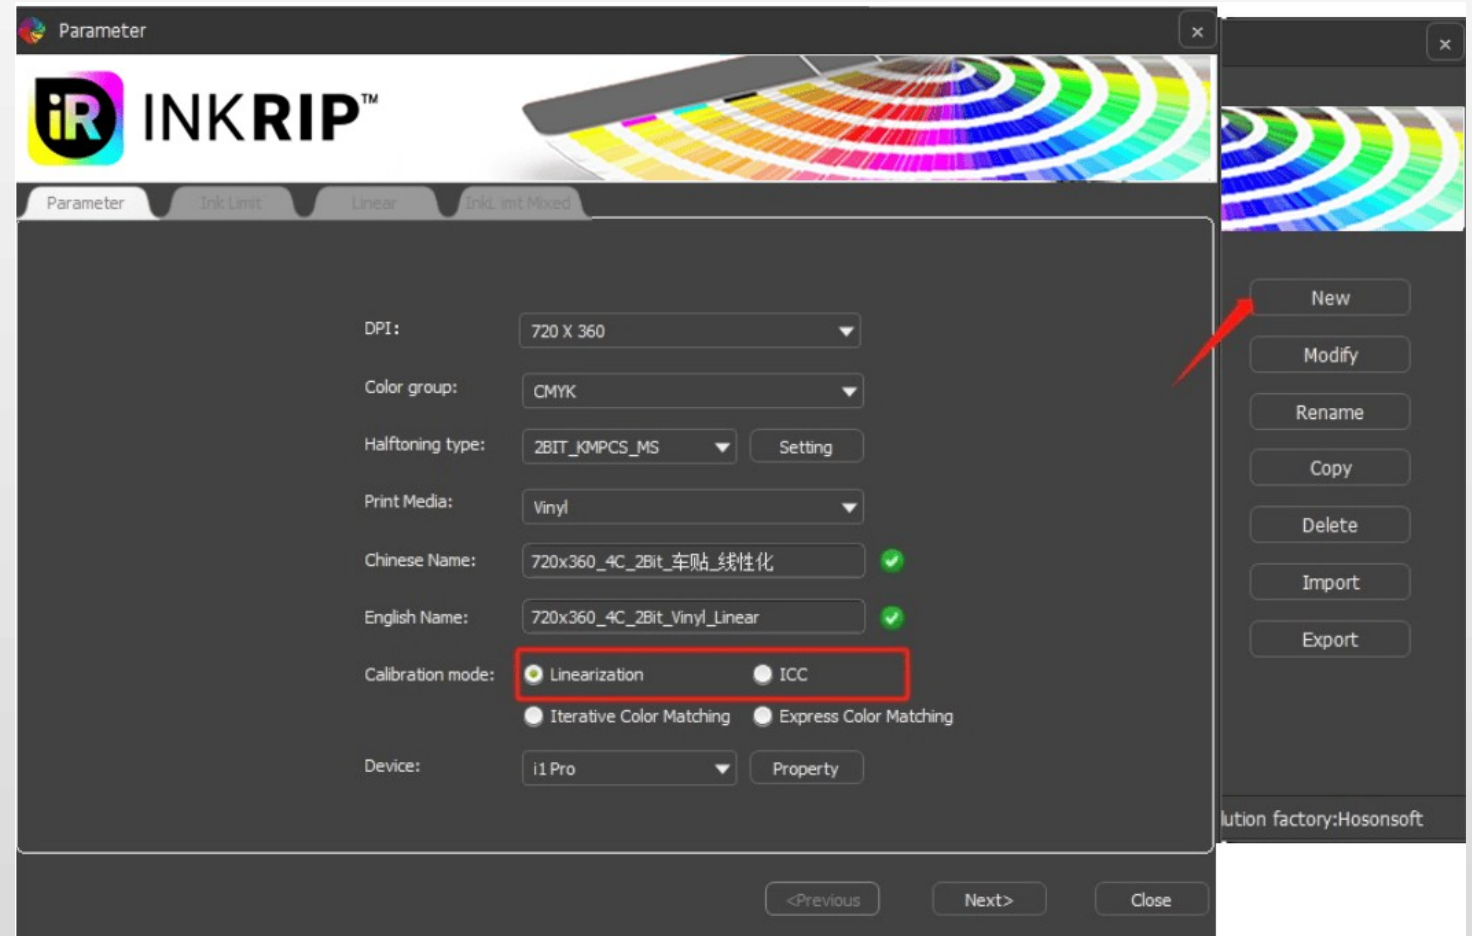 Parameter
iR INKRIP™
Parameter
Ink Limit
Linear
InkLimt Mixed
DPI:
720 X 360
Color group:
CMYK
Halftoning type:
2BIT_KMPCS_MS
Setting
Print Media:
Vinyl
Chinese Name:
720x360_4C_2Bit_车贴_线性化
English Name:
720x360_4C_2Bit_Vinyl_Linear
Calibration mode:
Linearization
ICC
Iterative Color Matching
Express Color Matching
Device:
i1 Pro
Property
<Previous
Next>
Close
New
Modify
Rename
Copy
Delete
Import
Export
lution factory:Hosonsoft